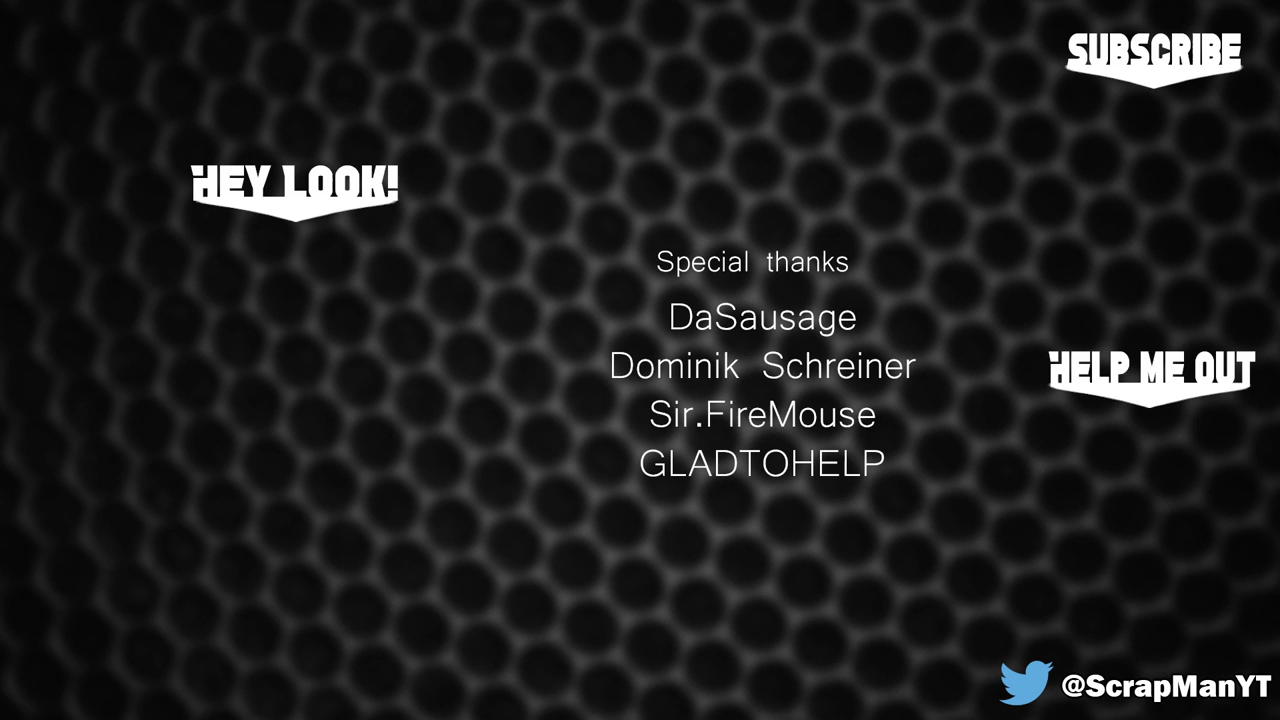 SUBSCRIBE
HEY LOOK!
Special thanks
DaSausage
Dominik Schreiner
Sir.FireMouse
GLADTOHELP
HELP ME OUT
@ScrapManYT